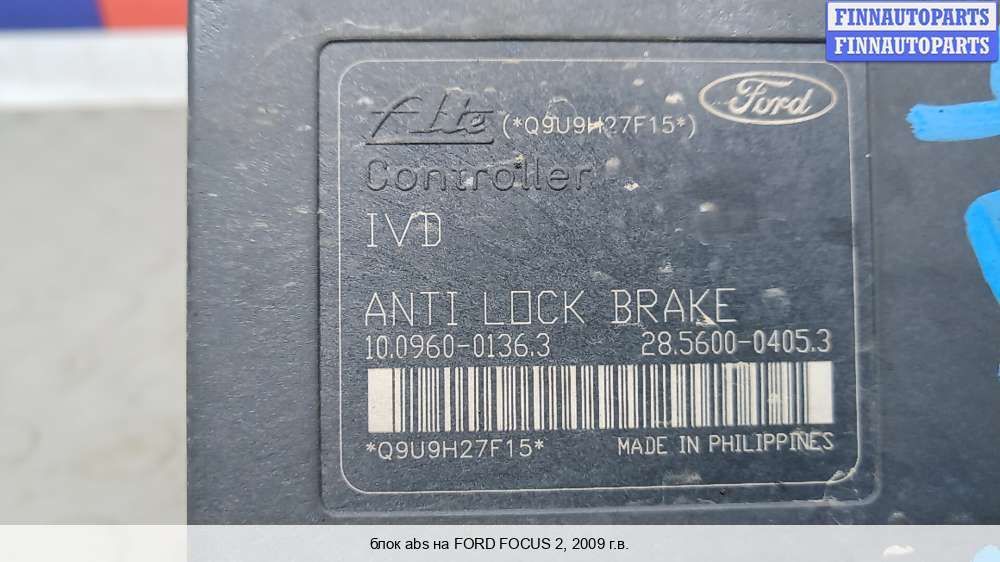 FINNAUTOPARTS
FINNAUTOPARTS
Ford
Ate (*Q9U9H27F15*)
Controller
IVD
ANTI LOCK BRAKE
10.0960-0136.3 28.5600-0405.3
*Q9U9H27F15* MADE IN PHILIPPINES
блок abs на FORD FOCUS 2, 2009 г.в.